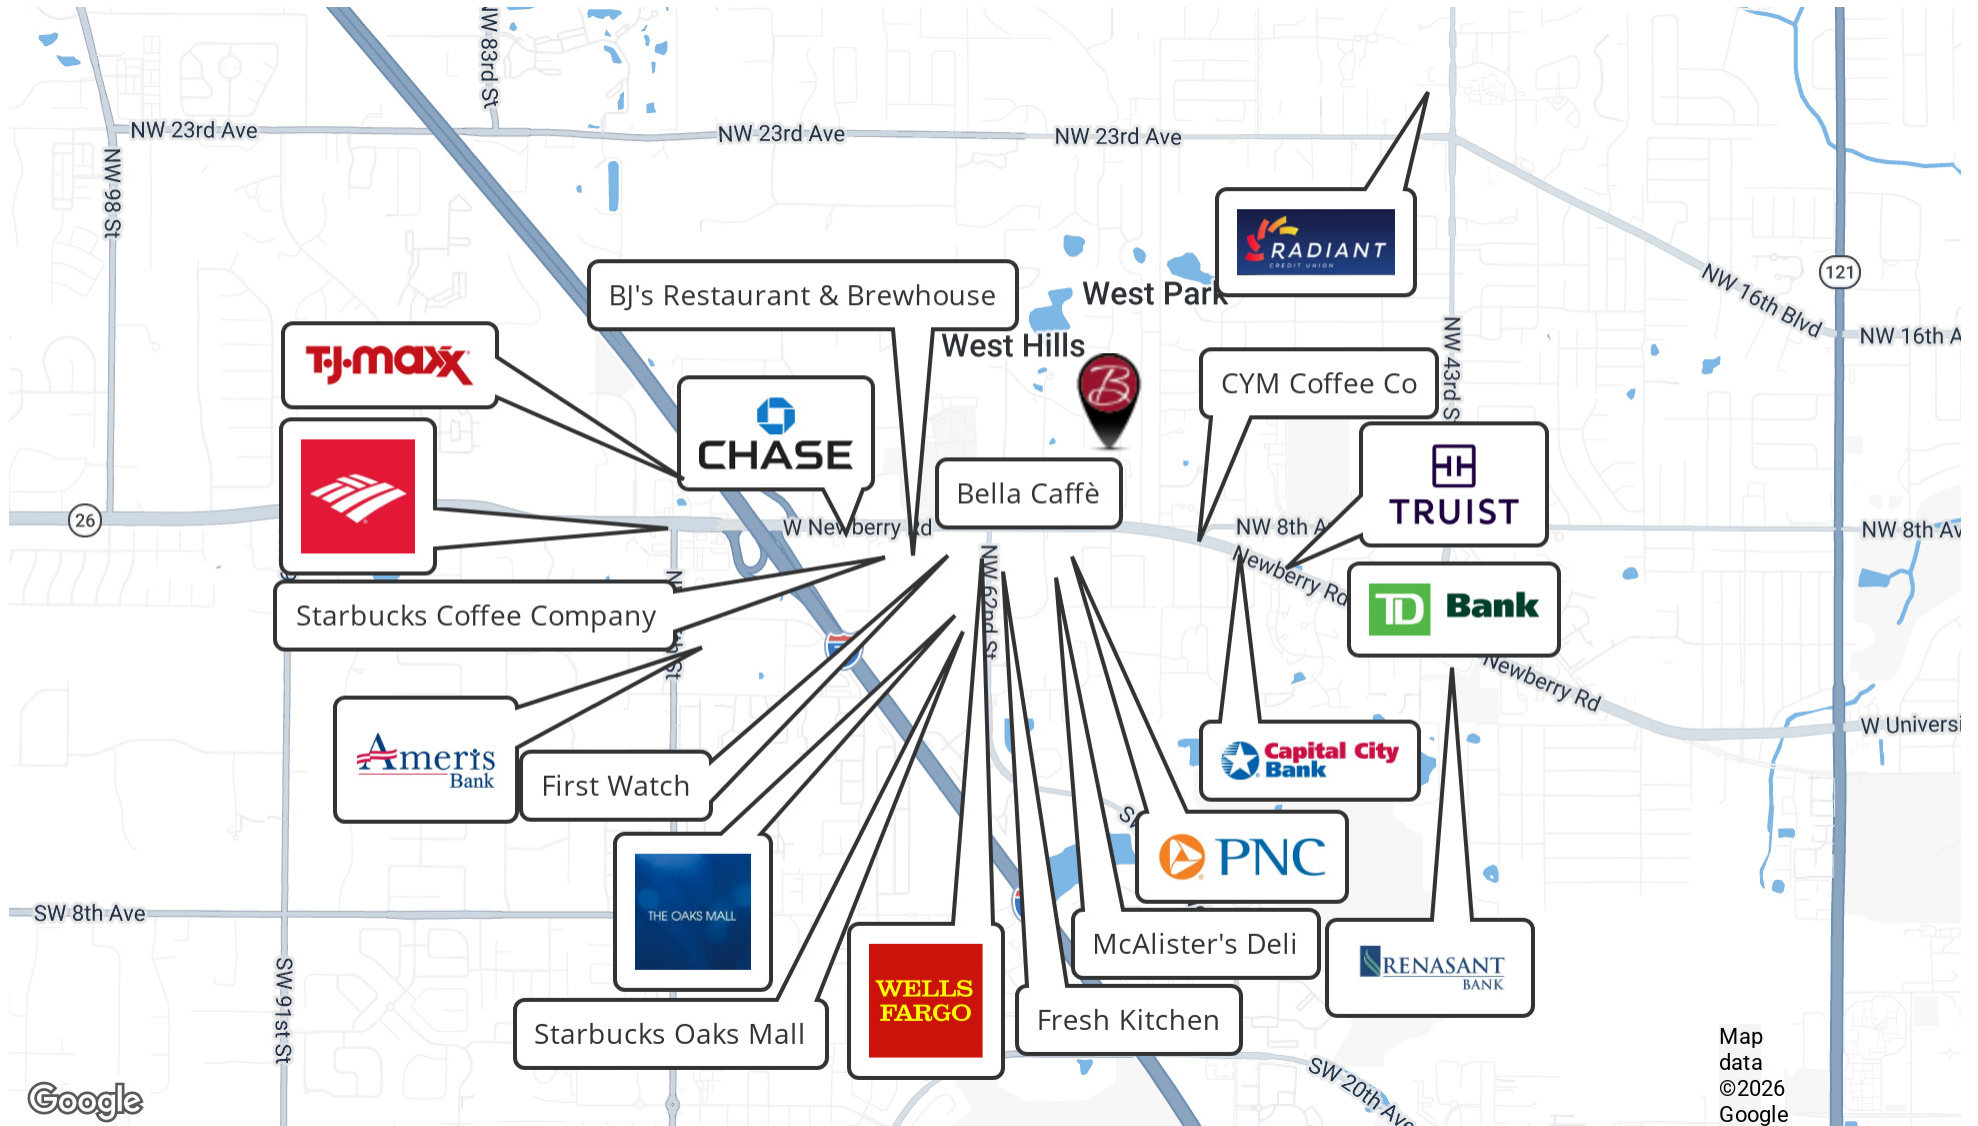 NW 83rd St
NW 23rd Ave
NW 23rd Ave
NW 23rd Ave
NW 98 St
RADIANT
CREDIT UNION
NW 16th Blvd
121
NW 16th A
West Park
BJ's Restaurant & Brewhouse
West Hills
B
T·J·maxx
CHASE
CYM Coffee Co
NW 43rd S
TRUIST
Bella Caffè
26
W Newberry Rd
NW 8th A
NW 8th Av
Newberry Rd
NW 62nd St
TD Bank
Starbucks Coffee Company
Newberry Rd
W Universi
Ameris
Bank
First Watch
Capital City
Bank
PNC
THE OAKS MALL
SW 8th Ave
McAlister's Deli
RENASANT
BANK
WELLS
FARGO
Fresh Kitchen
Starbucks Oaks Mall
SW 91st St
SW 20th Ave
Map
data
©2026
Google
Google